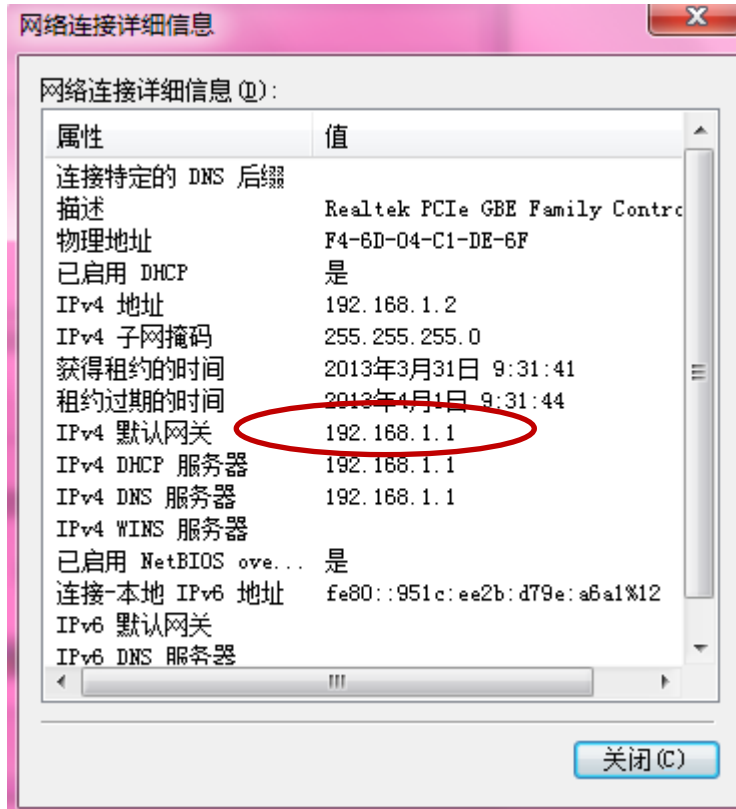 网络连接详细信息
网络连接详细信息(D):
属性 值
连接特定的 DNS 后缀
描述 Realtek PCIe GBE Family Contro
物理地址 F4-6D-04-C1-DE-6F
已启用 DHCP 是
IPv4 地址 192.168.1.2
IPv4 子网掩码 255.255.255.0
获得租约的时间 2013年3月31日 9:31:41
租约过期的时间 2013年4月1日 9:31:44
IPv4 默认网关 192.168.1.1
IPv4 DHCP 服务器 192.168.1.1
IPv4 DNS 服务器 192.168.1.1
IPv4 WINS 服务器
已启用 NetBIOS ove... 是
连接-本地 IPv6 地址 fe80::951c:ee2b:d79e:a6a1%12
IPv6 默认网关
IPv6 DNS 服务器
关闭(C)